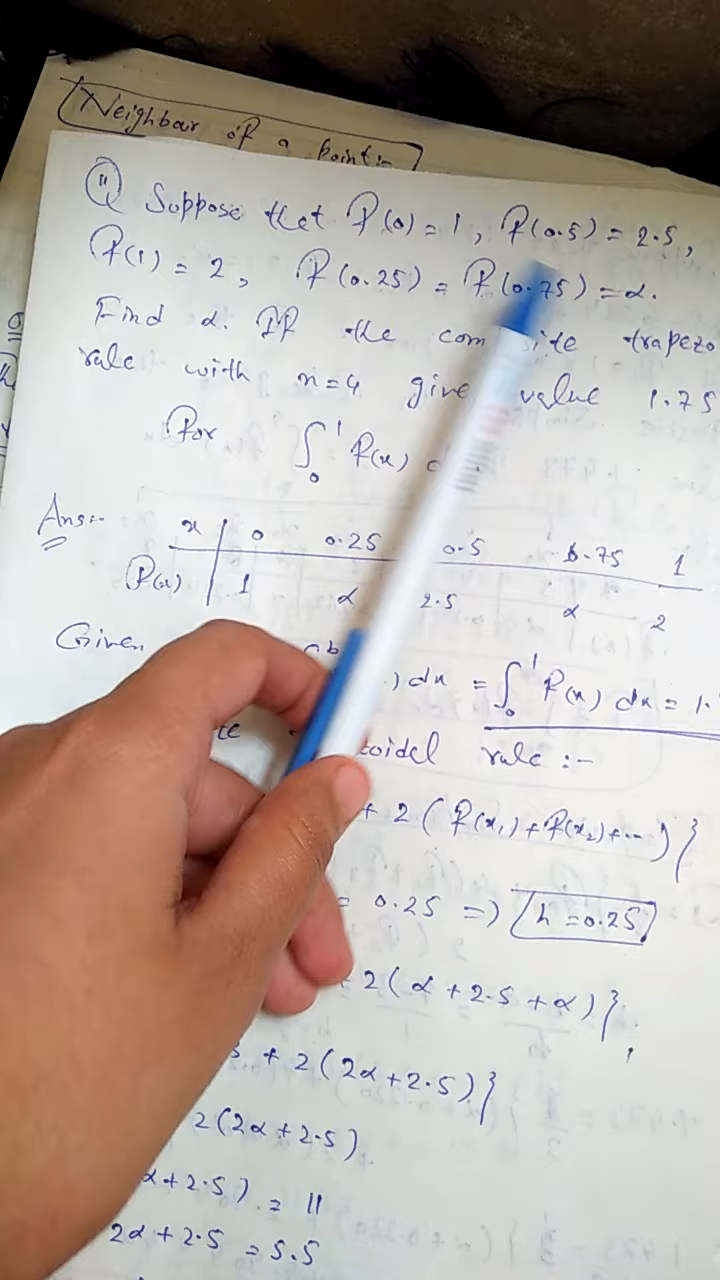 Neighbour of a point:-
Q Suppose that f(0) = 1, f(0.5) = 2.5,
f(1) = 2, f(0.25) = f(0.75) = α.
Find α. If the com site trapezo
rule with n=4 give value 1.75
for ∫₀¹ f(x) d
Ans:-
x | 0 0.25 0.5 0.75 1
f(x) | 1 α 2.5 α 2
Given ) dx = ∫₀¹ f(x) dx = 1.
te toidel rule :-
+ 2 ( f(x₁) + f(x₂) + ... ) }
= 0.25 => h = 0.25
2 ( α + 2.5 + α ) } ,
3 + 2 ( 2α + 2.5 ) }
2 ( 2α + 2.5 )
α + 2.5 ) = 11
2α + 2.5 = 5.5